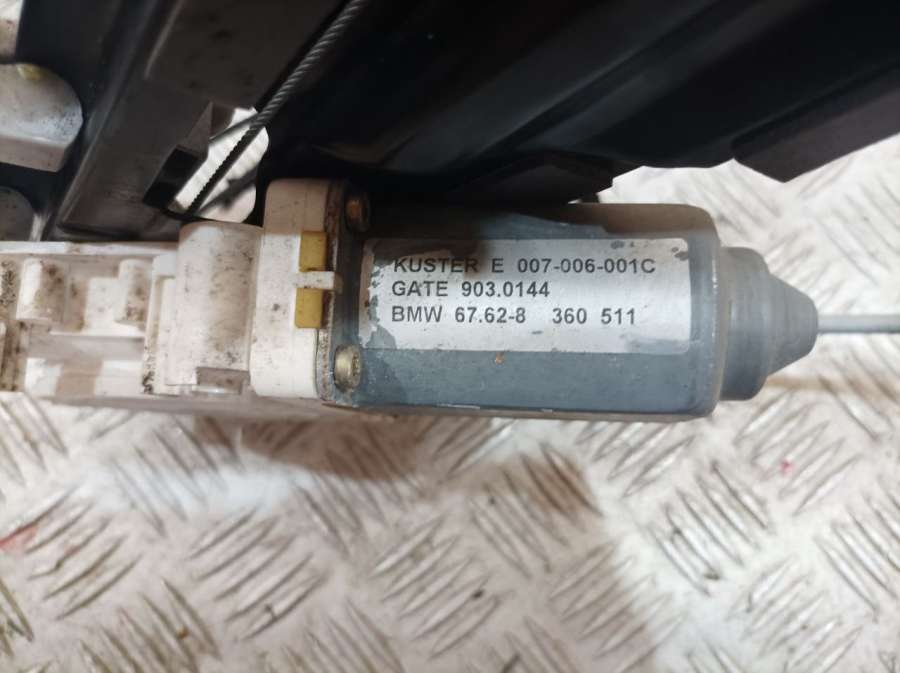 KUSTER E 007-006-001C
GATE 903.0144
BMW 67.62-8 360 511